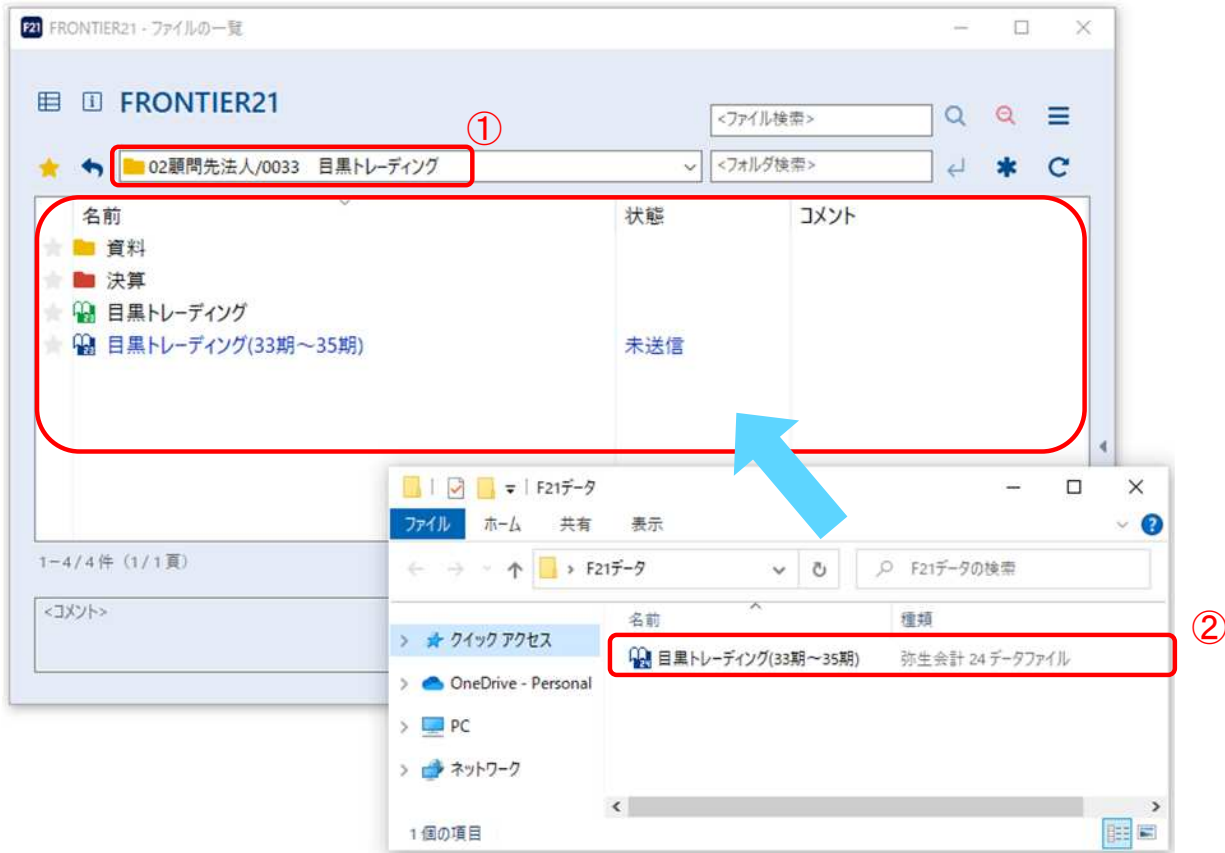 F21 FRONTIER21 - ファイルの一覧
FRONTIER21
①
<ファイル検索>
02顧問先法人/0033 目黒トレーディング
<フォルダ検索>
名前 状態 コメント
資料
決算
目黒トレーディング
目黒トレーディング(33期～35期) 未送信
1-4/4件 (1/1頁)
<コメント>
F21データ
ファイル ホーム 共有 表示
F21データ
F21データの検索
名前 種類
②
クイック アクセス
目黒トレーディング(33期～35期) 弥生会計 24 データファイル
OneDrive - Personal
PC
ネットワーク
1個の項目